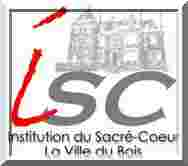 isc
institution du Sacré-Coeur
La Ville du Bois